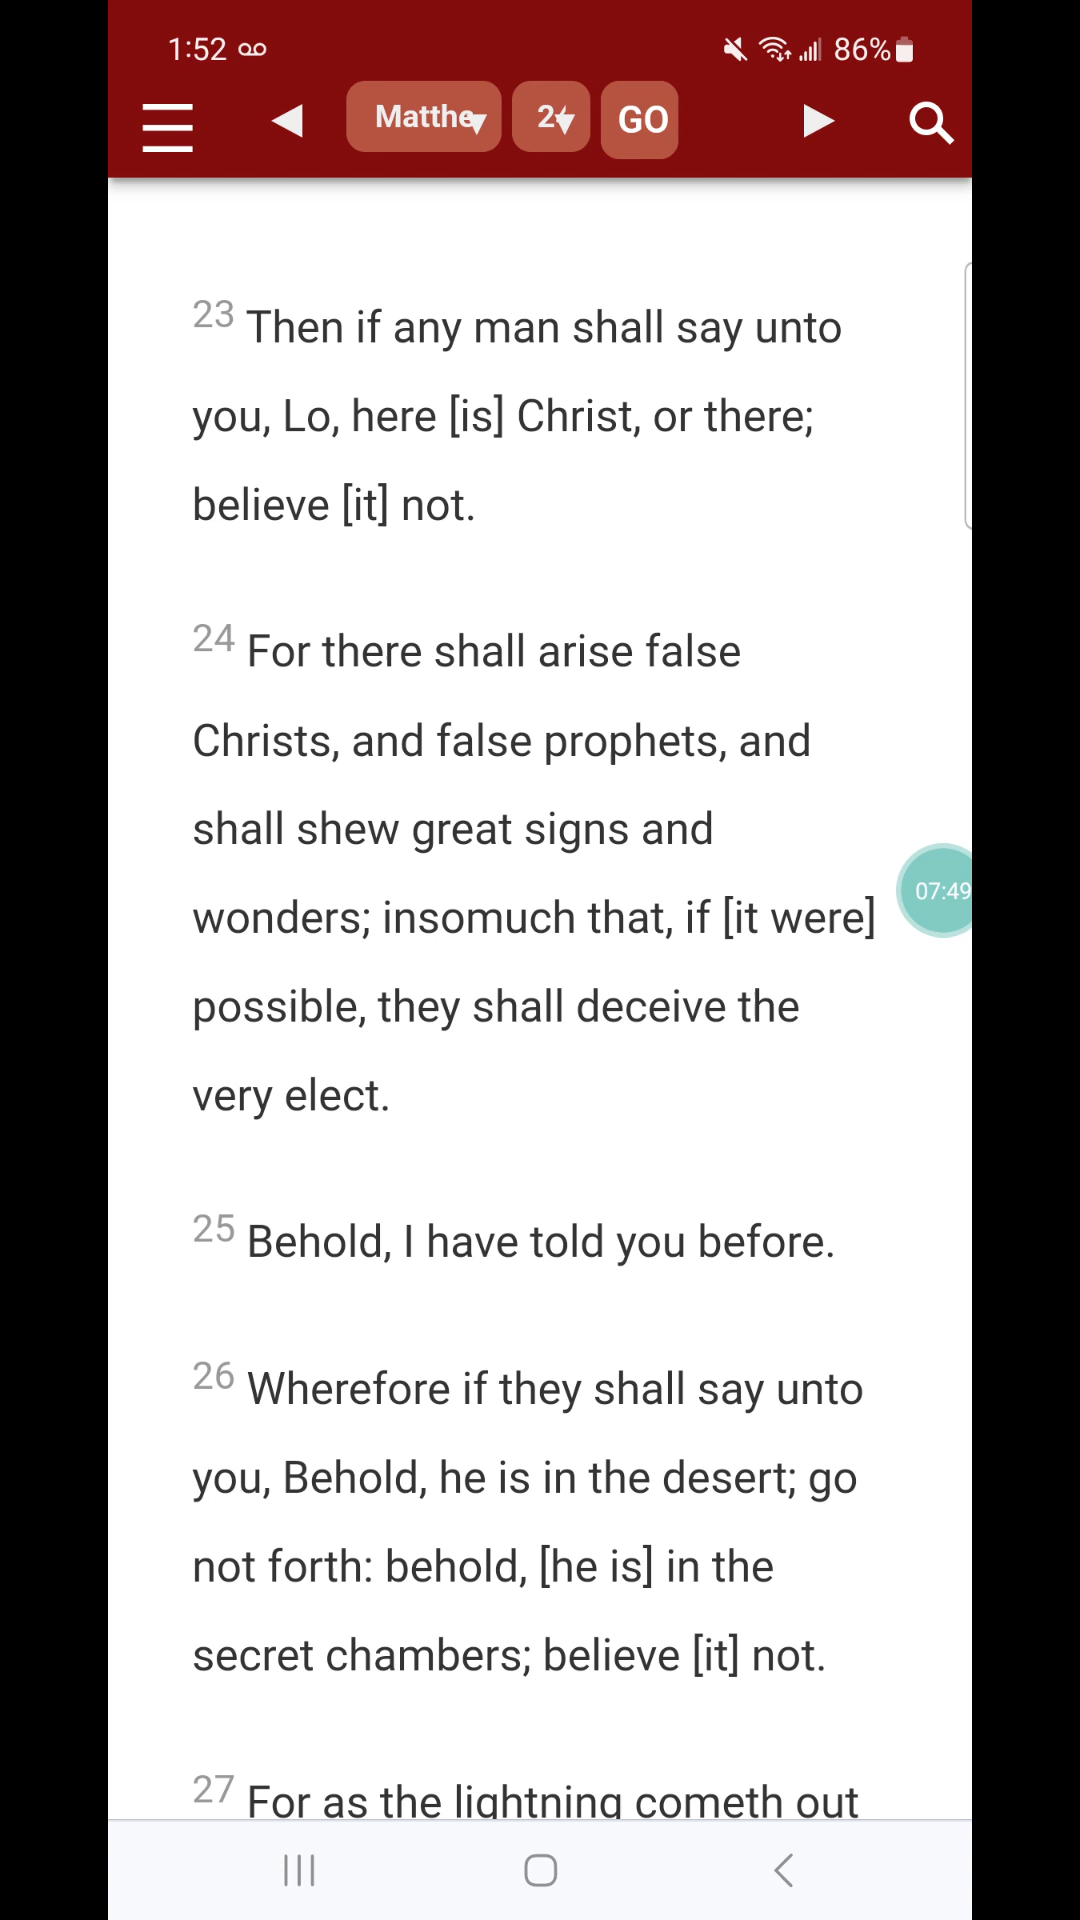 1:52 86%
Matthe 24 GO
23 Then if any man shall say unto
you, Lo, here [is] Christ, or there;
believe [it] not.
24 For there shall arise false
Christs, and false prophets, and
shall shew great signs and
wonders; insomuch that, if [it were]
possible, they shall deceive the
very elect.
07:49
25 Behold, I have told you before.
26 Wherefore if they shall say unto
you, Behold, he is in the desert; go
not forth: behold, [he is] in the
secret chambers; believe [it] not.
27 For as the lightning cometh out